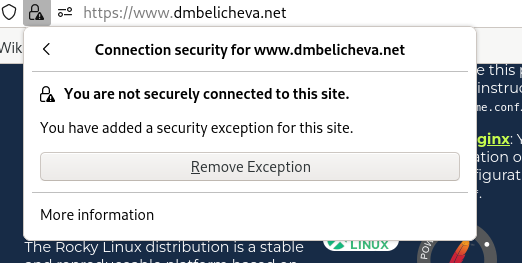 https://www.dmbelicheva.net
Wik
Connection security for www.dmbelicheva.net
e this p
instruc
You are not securely connected to this site.
me.conf
You have added a security exception for this site.
ginx: Y
Remove Exception
ation o
figurat
More information
LINUX
POW
The Rocky Linux distribution is a stable
and reproduceable platform based on